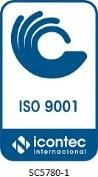 ISO 9001
icontec
internacional
SC5780-1